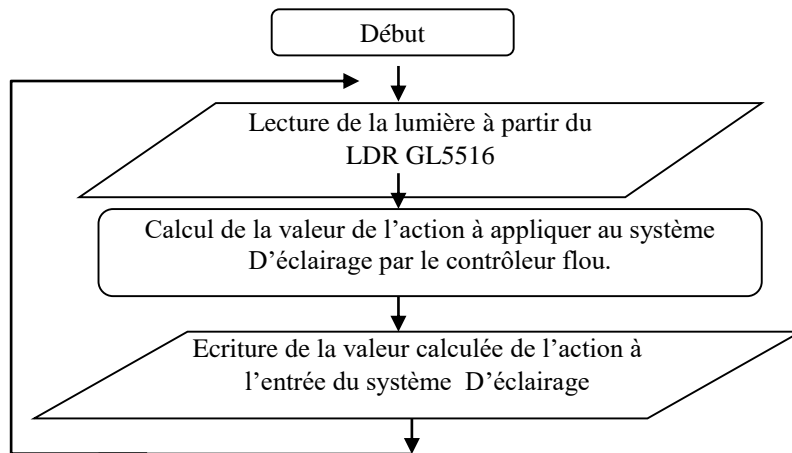 Début
Lecture de la lumière à partir du
LDR GL5516
Calcul de la valeur de l’action à appliquer au système
D’éclairage par le contrôleur flou.
Ecriture de la valeur calculée de l’action à
l’entrée du système D’éclairage